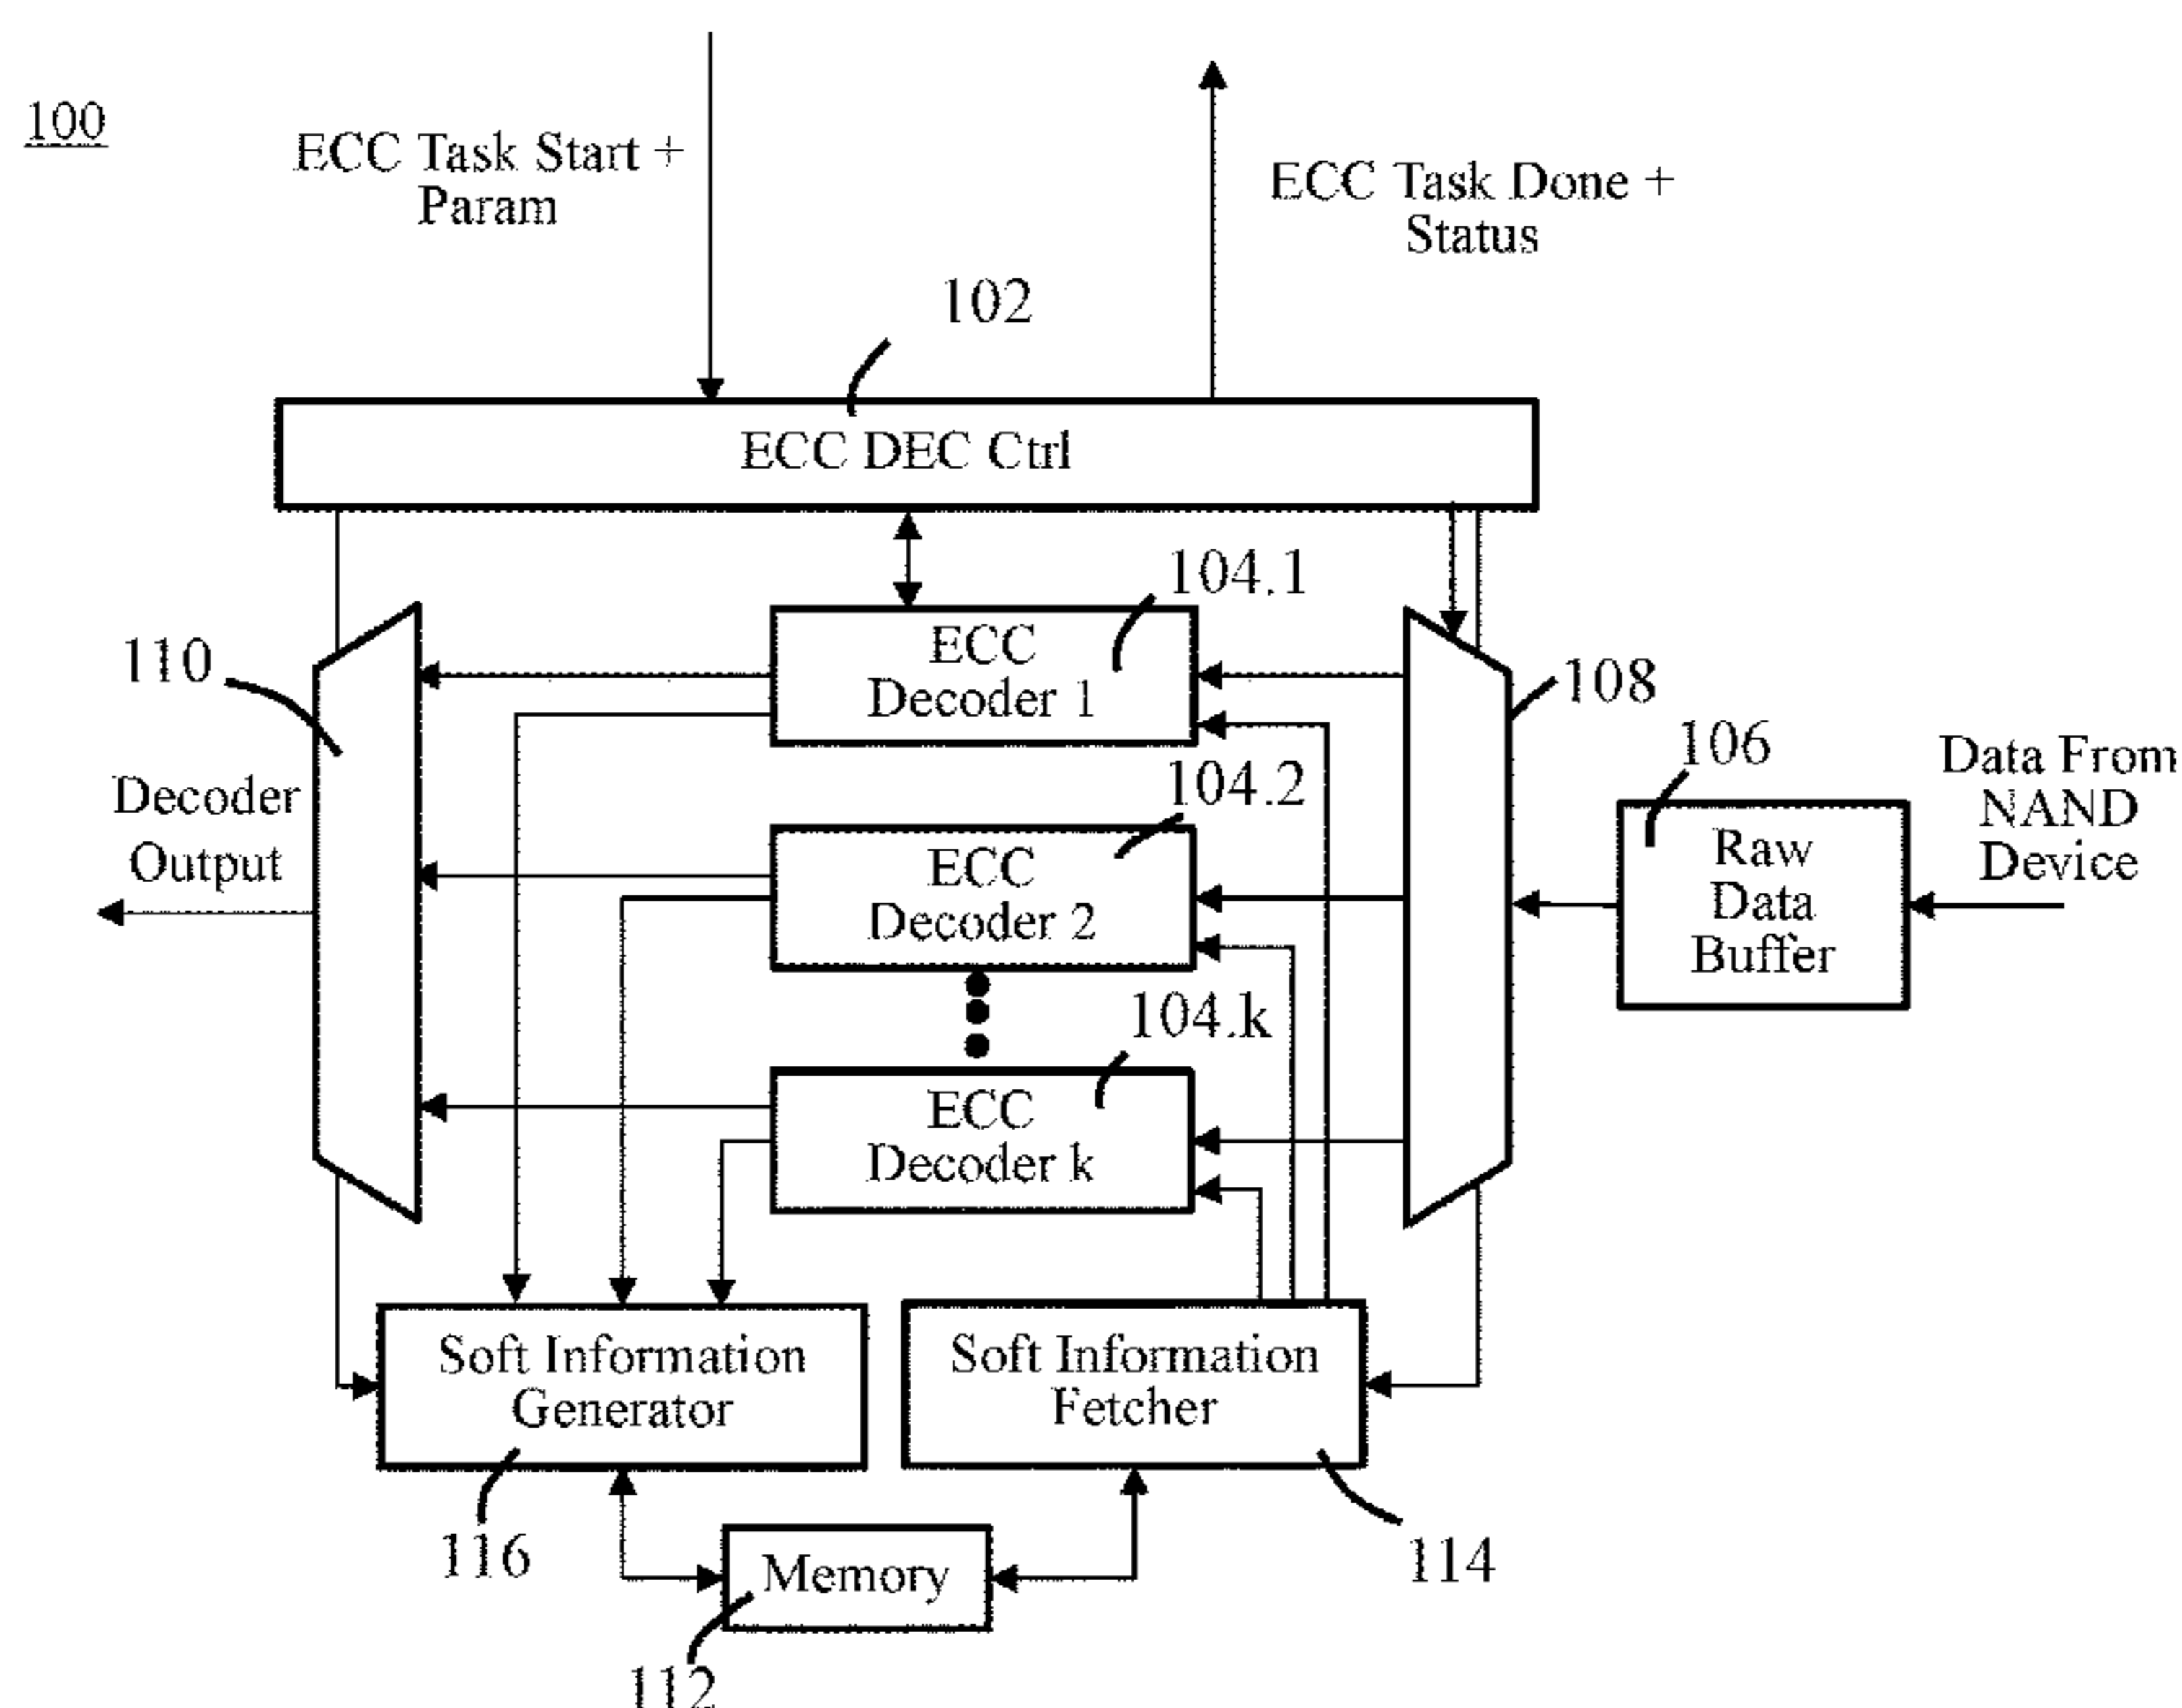 100
ECC Task Start +
Param
ECC Task Done +
Status
102
ECC DEC Ctrl
104.1
ECC
Decoder 1
110
108
106
Data From
NAND
Device
Decoder
Output
104.2
ECC
Decoder 2
Raw
Data
Buffer
104.k
ECC
Decoder k
Soft Information
Generator
Soft Information
Fetcher
116
Memory
114
112